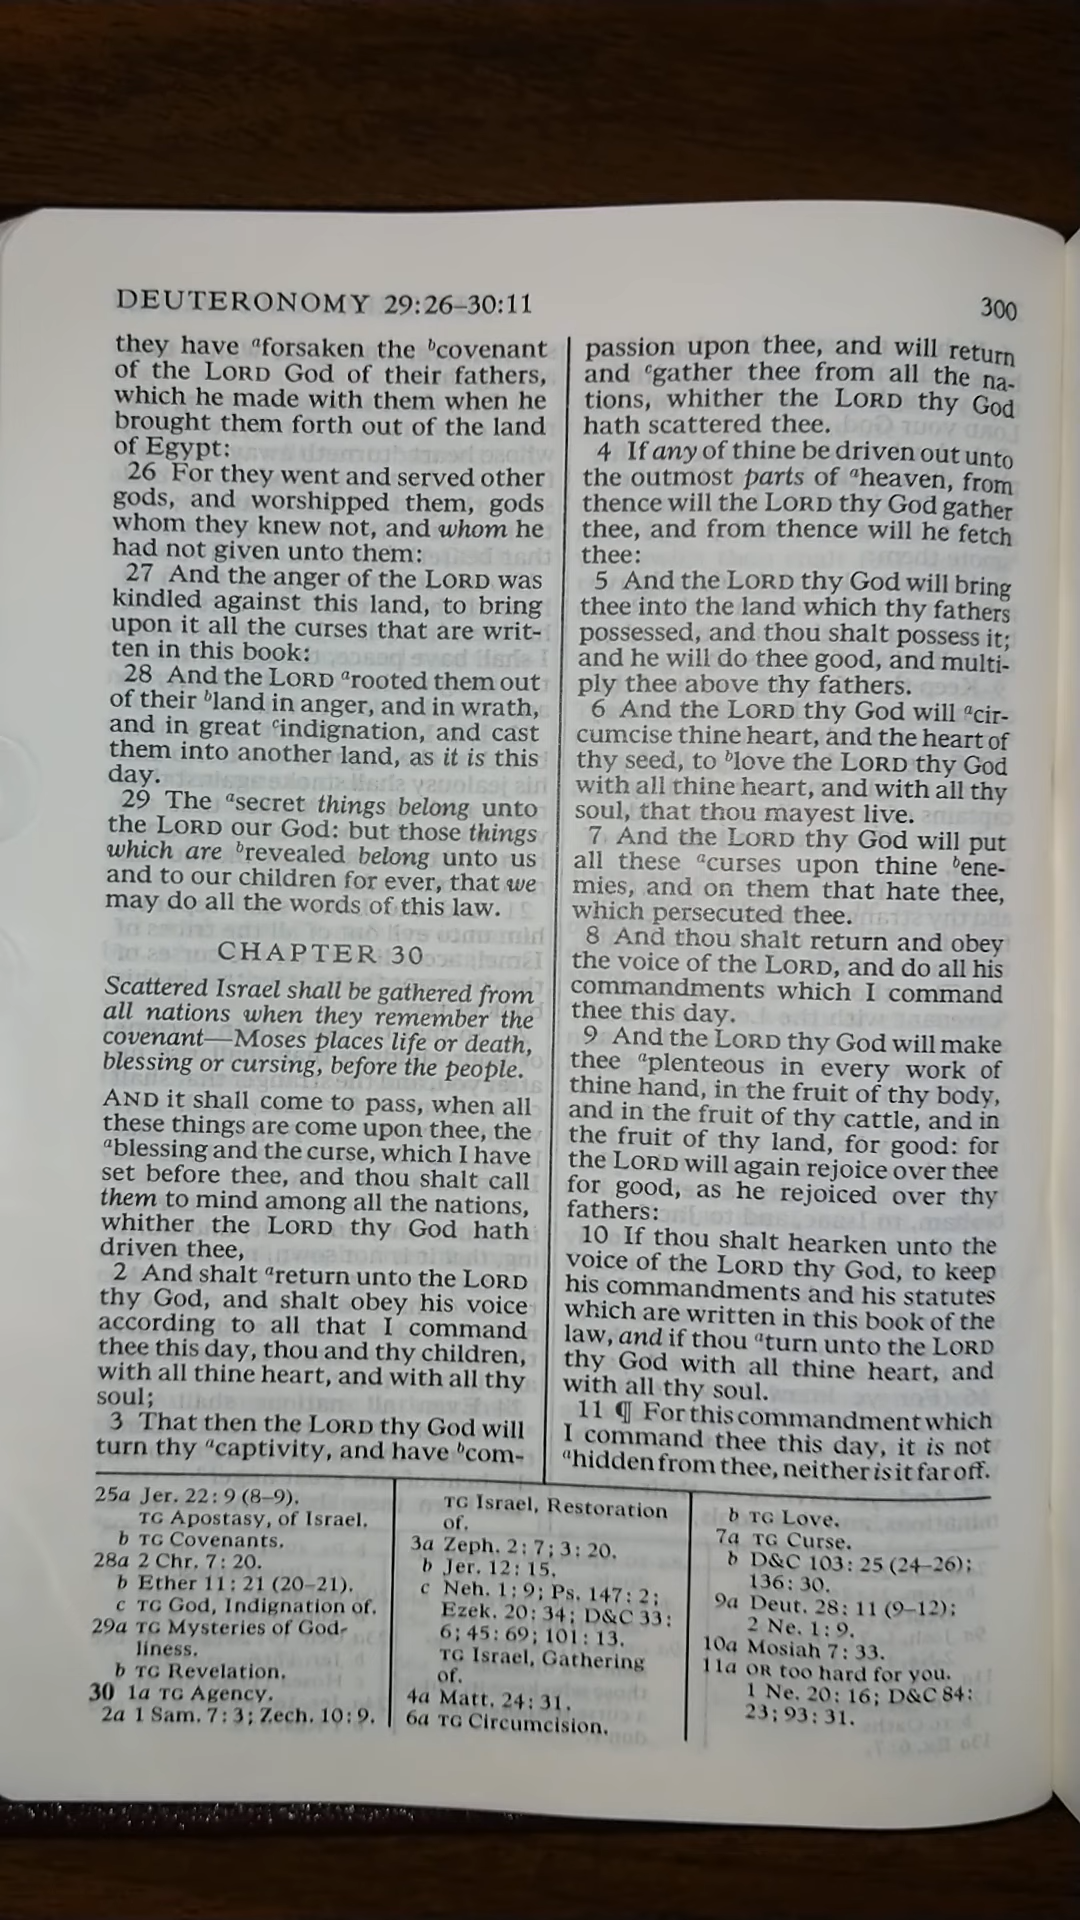 DEUTERONOMY 29:26–30:11
300
they have ᵃforsaken the ᵇcovenant
of the LORD God of their fathers,
which he made with them when he
brought them forth out of the land
of Egypt:
26 For they went and served other
gods, and worshipped them, gods
whom they knew not, and whom he
had not given unto them:
27 And the anger of the LORD was
kindled against this land, to bring
upon it all the curses that are writ-
ten in this book:
28 And the LORD ᵃrooted them out
of their ᵇland in anger, and in wrath,
and in great ᶜindignation, and cast
them into another land, as it is this
day.
29 The ᵃsecret things belong unto
the LORD our God: but those things
which are ᵇrevealed belong unto us
and to our children for ever, that we
may do all the words of this law.
CHAPTER 30
Scattered Israel shall be gathered from
all nations when they remember the
covenant—Moses places life or death,
blessing or cursing, before the people.
AND it shall come to pass, when all
these things are come upon thee, the
ᵃblessing and the curse, which I have
set before thee, and thou shalt call
them to mind among all the nations,
whither the LORD thy God hath
driven thee,
2 And shalt ᵃreturn unto the LORD
thy God, and shalt obey his voice
according to all that I command
thee this day, thou and thy children,
with all thine heart, and with all thy
soul;
3 That then the LORD thy God will
turn thy ᵃcaptivity, and have ᵇcom-
passion upon thee, and will return
and ᶜgather thee from all the na-
tions, whither the LORD thy God
hath scattered thee.
4 If any of thine be driven out unto
the outmost parts of ᵃheaven, from
thence will the LORD thy God gather
thee, and from thence will he fetch
thee:
5 And the LORD thy God will bring
thee into the land which thy fathers
possessed, and thou shalt possess it;
and he will do thee good, and multi-
ply thee above thy fathers.
6 And the LORD thy God will ᵃcir-
cumcise thine heart, and the heart of
thy seed, to ᵇlove the LORD thy God
with all thine heart, and with all thy
soul, that thou mayest live.
7 And the LORD thy God will put
all these ᵃcurses upon thine ᵇene-
mies, and on them that hate thee,
which persecuted thee.
8 And thou shalt return and obey
the voice of the LORD, and do all his
commandments which I command
thee this day.
9 And the LORD thy God will make
thee ᵃplenteous in every work of
thine hand, in the fruit of thy body,
and in the fruit of thy cattle, and in
the fruit of thy land, for good: for
the LORD will again rejoice over thee
for good, as he rejoiced over thy
fathers:
10 If thou shalt hearken unto the
voice of the LORD thy God, to keep
his commandments and his statutes
which are written in this book of the
law, and if thou ᵃturn unto the LORD
thy God with all thine heart, and
with all thy soul.
11 ¶ For this commandment which
I command thee this day, it is not
ᵃhidden from thee, neither is it far off.
25a Jer. 22:9 (8–9).
TG Apostasy, of Israel.
b TG Covenants.
28a 2 Chr. 7:20.
b Ether 11:21 (20–21).
c TG God, Indignation of.
29a TG Mysteries of God-
liness.
b TG Revelation.
30 1a TG Agency.
2a 1 Sam. 7:3; Zech. 10:9.
TG Israel, Restoration
of.
3a Zeph. 2:7; 3:20.
b Jer. 12:15.
c Neh. 1:9; Ps. 147:2;
Ezek. 20:34; D&C 33:
6; 45:69; 101:13.
TG Israel, Gathering
of.
4a Matt. 24:31.
6a TG Circumcision.
b TG Love.
7a TG Curse.
b D&C 103:25 (24–26);
136:30.
9a Deut. 28:11 (9–12);
2 Ne. 1:9.
10a Mosiah 7:33.
11a OR too hard for you.
1 Ne. 20:16; D&C 84:
23; 93:31.